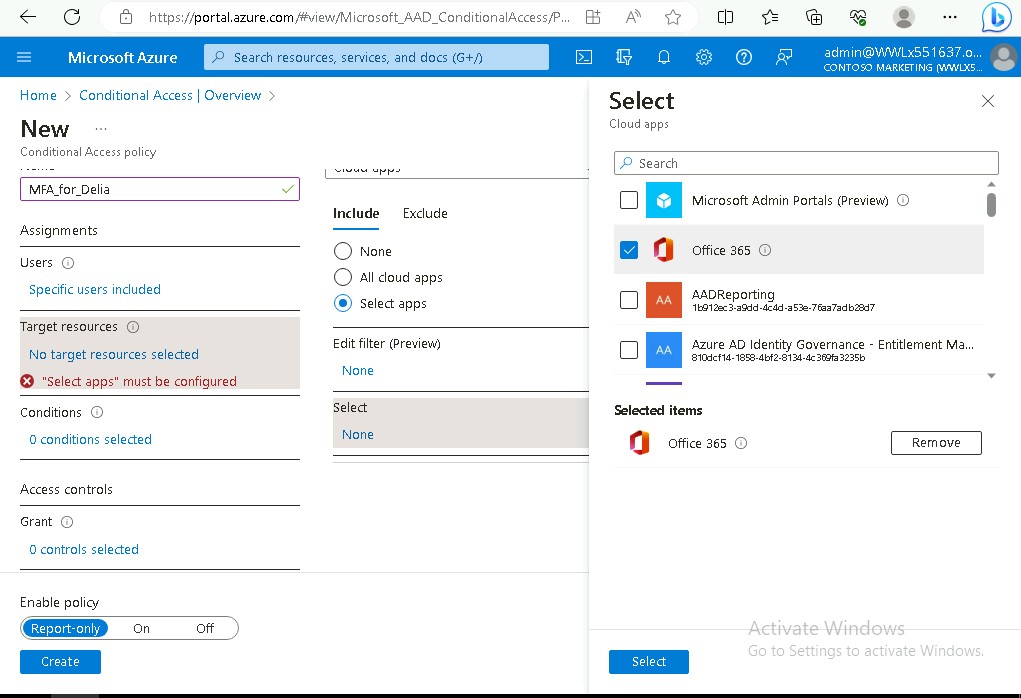 https://portal.azure.com/#view/Microsoft_AAD_ConditionalAccess/P...
Microsoft Azure
Search resources, services, and docs (G+/)
admin@WWLx551637.o...
CONTOSO MARKETING (WWLX5...
Home > Conditional Access | Overview >
New ...
Conditional Access policy
Name
MFA_for_Delia
Assignments
Users
Specific users included
Target resources
No target resources selected
"Select apps" must be configured
Conditions
0 conditions selected
Access controls
Grant
0 controls selected
Enable policy
Report-only On Off
Create
Cloud apps
Include Exclude
None
All cloud apps
Select apps
Edit filter (Preview)
None
Select
None
Select
Cloud apps
Search
Microsoft Admin Portals (Preview)
Office 365
AA
AADReporting
1b912ec3-a9dd-4c4d-a53e-76aa7adb28d7
AA
Azure AD Identity Governance - Entitlement Ma...
810dcf14-1858-4bf2-8134-4c369fa3235b
Selected items
Office 365
Remove
Select
Activate Windows
Go to Settings to activate Windows.